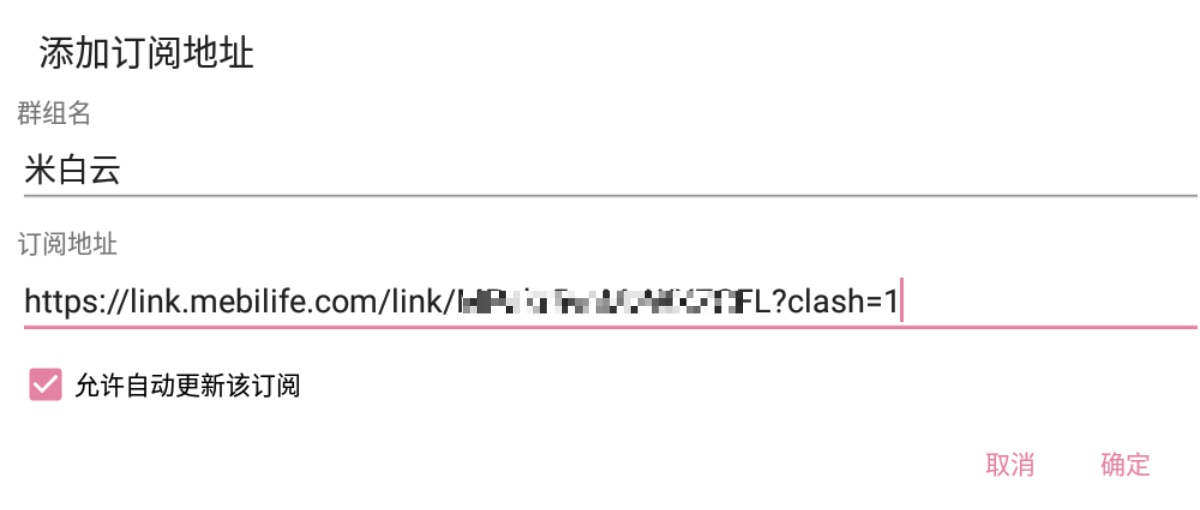 添加订阅地址
群组名
米白云
订阅地址
https://link.mebilife.com/link/ FL?clash=1
允许自动更新该订阅
取消 确定